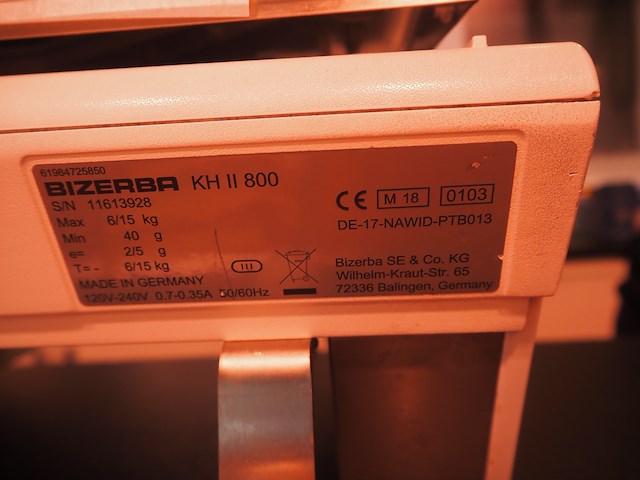 61984725850
BIZERBA KH II 800
S/N 11613928
Max 6/15 kg
Min 40 g
e= 2/5 g
T=- 6/15 kg
MADE IN GERMANY
120V-240V 0.7-0.35A 50/60Hz
III
CE M 18 0103
DE-17-NAWID-PTB013
Bizerba SE & Co. KG
Wilhelm-Kraut-Str. 65
72336 Balingen, Germany